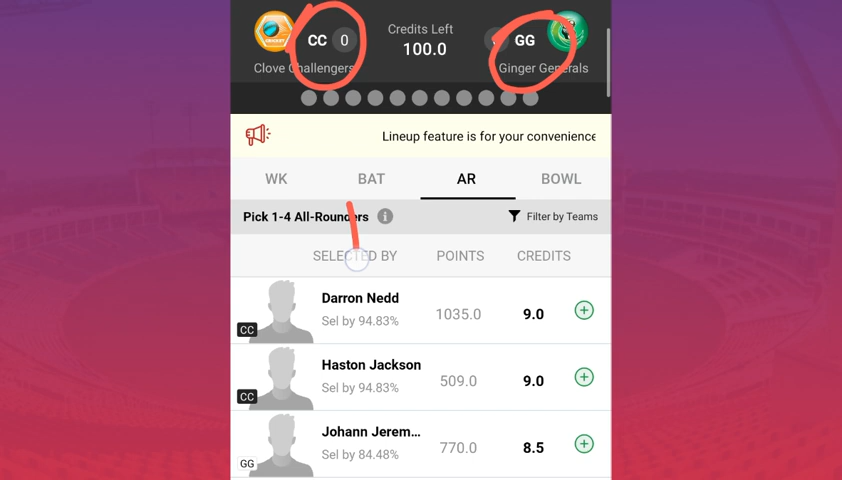 CC 0 Credits Left GG
100.0
Clove Challengers Ginger Generals
Lineup feature is for your convenience
WK BAT AR BOWL
Pick 1-4 All-Rounders i Filter by Teams
SELECTED BY POINTS CREDITS
Darron Nedd
CC Sel by 94.83% 1035.0 9.0
Haston Jackson
CC Sel by 94.83% 509.0 9.0
Johann Jerem...
GG Sel by 84.48% 770.0 8.5